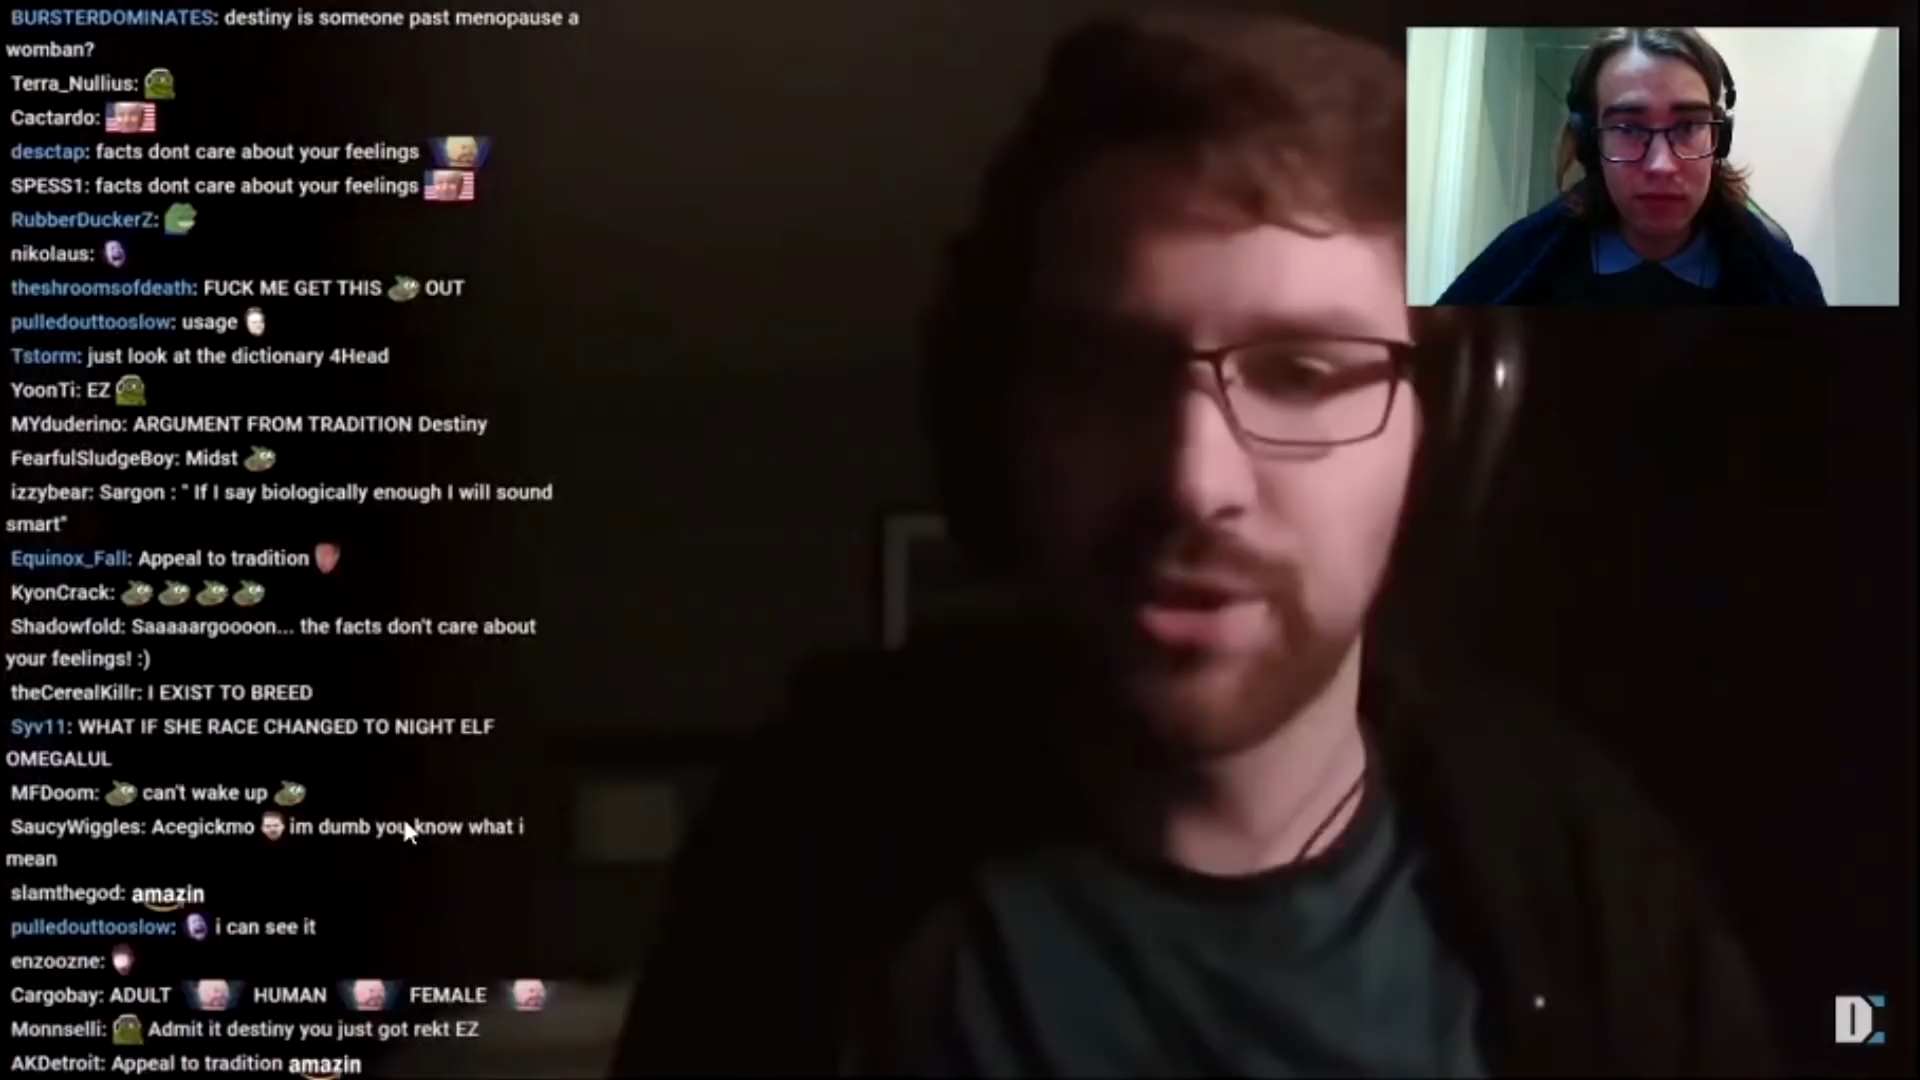 BURSTERDOMINATES: destiny is someone past menopause a
womban?
Terra_Nullius:
Cactardo:
desctap: facts dont care about your feelings
SPESS1: facts dont care about your feelings
RubberDuckerZ:
nikolaus:
theshroomsofdeath: FUCK ME GET THIS OUT
pulledouttooslow: usage
Tstorm: just look at the dictionary 4Head
YoonTi: EZ
MYduderino: ARGUMENT FROM TRADITION Destiny
FearfulSludgeBoy: Midst
izzybear: Sargon : " If I say biologically enough I will sound
smart"
Equinox_Fall: Appeal to tradition
KyonCrack:
Shadowfold: Saaaaargoooon... the facts don't care about
your feelings! :)
theCerealKillr: I EXIST TO BREED
Syv11: WHAT IF SHE RACE CHANGED TO NIGHT ELF
OMEGALUL
MFDoom: can't wake up
SaucyWiggles: Acegickmo im dumb you know what i
mean
slamthegod: amazin
pulledouttooslow: i can see it
enzoozne:
Cargobay: ADULT HUMAN FEMALE
Monnselli: Admit it destiny you just got rekt EZ
AKDetroit: Appeal to tradition amazin
D